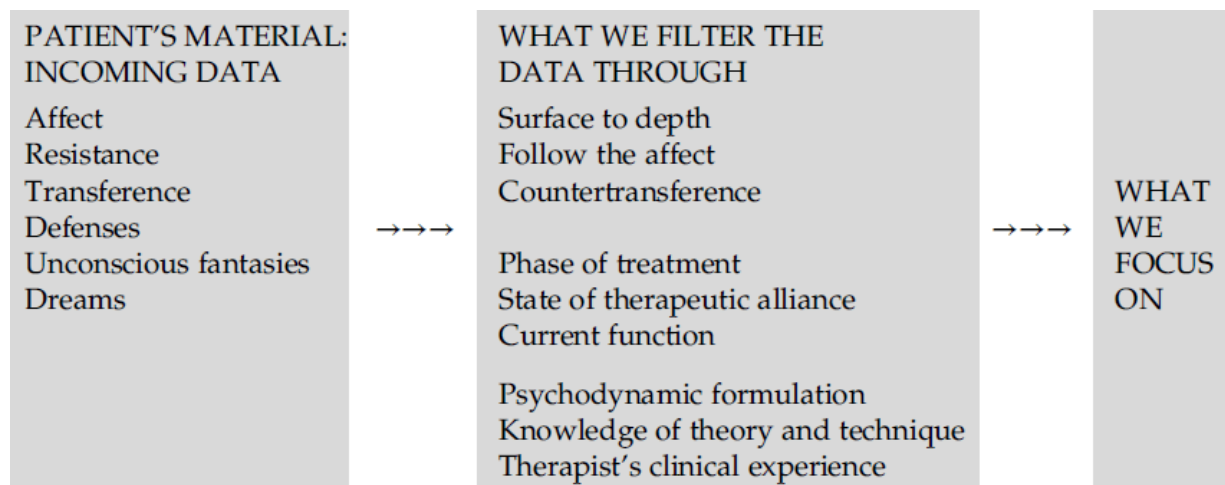 PATIENT'S MATERIAL:
INCOMING DATA
Affect
Resistance
Transference
Defenses
Unconscious fantasies
Dreams
→→→
WHAT WE FILTER THE
DATA THROUGH
Surface to depth
Follow the affect
Countertransference
Phase of treatment
State of therapeutic alliance
Current function
Psychodynamic formulation
Knowledge of theory and technique
Therapist's clinical experience
→→→
WHAT
WE
FOCUS
ON